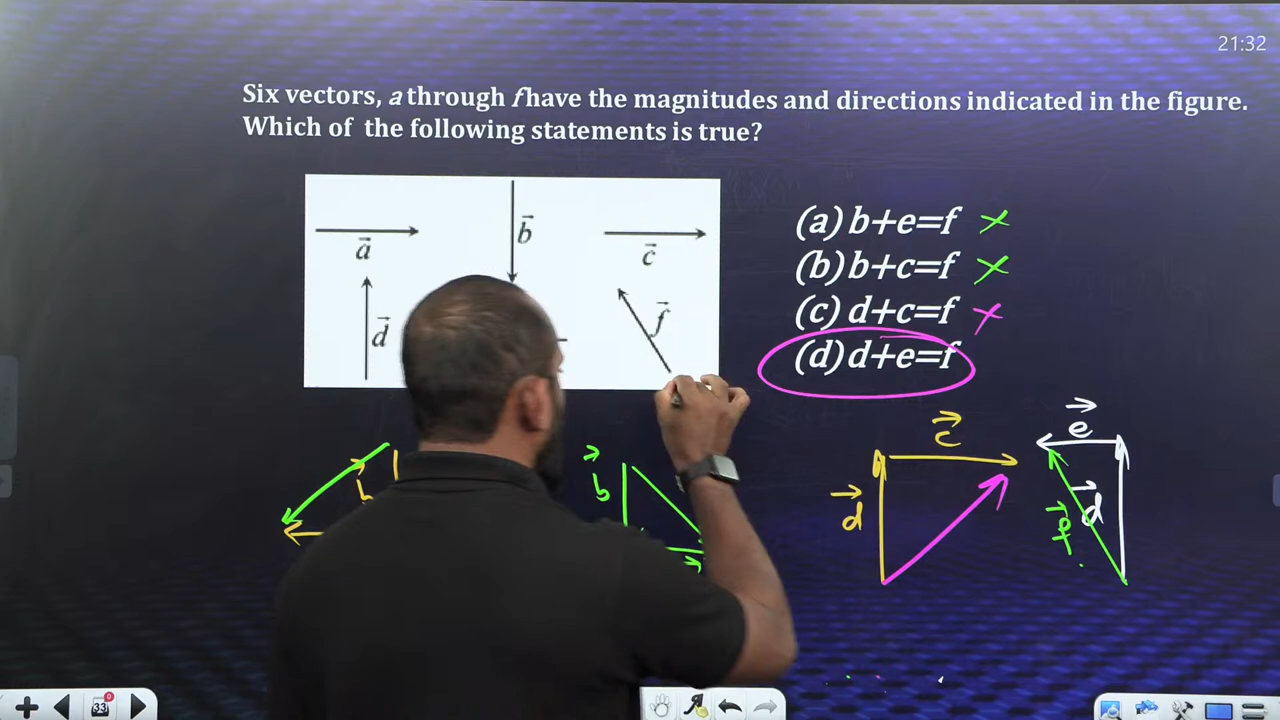 21:32
Six vectors, a through f have the magnitudes and directions indicated in the figure.
Which of the following statements is true?
a⃗
b⃗
c⃗
d⃗
f⃗
(a) b+e=f ×
(b) b+c=f ×
(c) d+c=f ×
(d) d+e=f
b
b⃗
d⃗
c⃗
e⃗
d⃗
f⃗
33
0